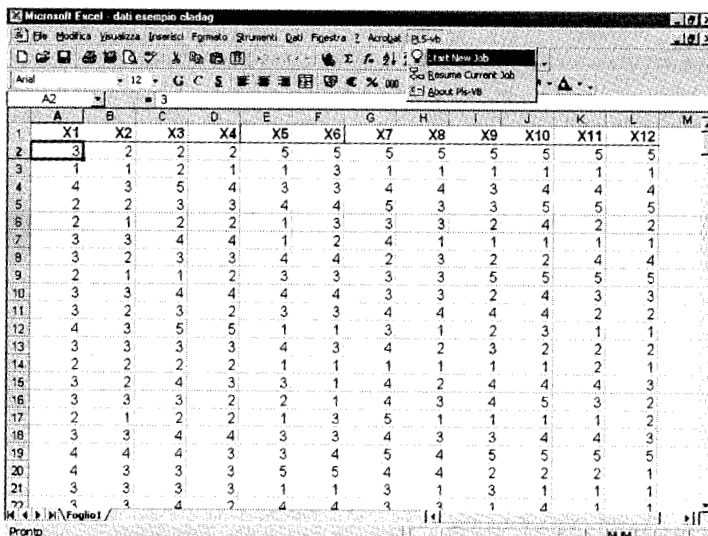 Microsoft Excel - dati esempio cladag
File Modifica Visualizza Inserisci Formato Strumenti Dati Finestra ? Acrobat PLS-vb
Start New Job
Resume Current Job
About Pls-VB
Arial 12 G C S % 000
A2 = 3
A B C D E F G H I J K L M
1 X1 X2 X3 X4 X5 X6 X7 X8 X9 X10 X11 X12
2 3 2 2 2 5 5 5 5 5 5 5 5
3 1 1 2 1 1 3 1 1 1 1 1 1
4 4 3 5 4 3 3 4 4 3 4 4 4
5 2 2 3 3 4 4 5 3 3 5 5 5
6 2 1 2 2 1 3 3 3 2 4 2 2
7 3 3 4 4 1 2 4 1 1 1 1 1
8 3 2 3 3 4 4 2 3 2 2 4 4
9 2 1 1 2 3 3 3 3 5 5 5 5
10 3 3 4 4 4 4 3 3 2 4 3 3
11 3 2 3 2 3 3 4 4 4 4 2 2
12 4 3 5 5 1 1 3 1 2 3 1 1
13 3 3 3 3 4 3 4 2 3 2 2 2
14 2 2 2 2 1 1 1 1 1 1 2 1
15 3 2 4 3 3 1 4 2 4 4 4 3
16 3 3 3 2 2 1 4 3 4 5 3 2
17 2 1 2 2 1 3 5 1 1 1 1 2
18 3 3 4 4 3 3 4 3 3 4 4 3
19 4 4 4 3 3 4 5 4 5 5 5 5
20 4 3 3 3 5 5 4 4 2 2 2 1
21 3 3 3 3 1 1 3 1 3 1 1 1
22 3 3 4 2 4 4 3 3 1 4 1 1
Foglio1
Pronto NUM